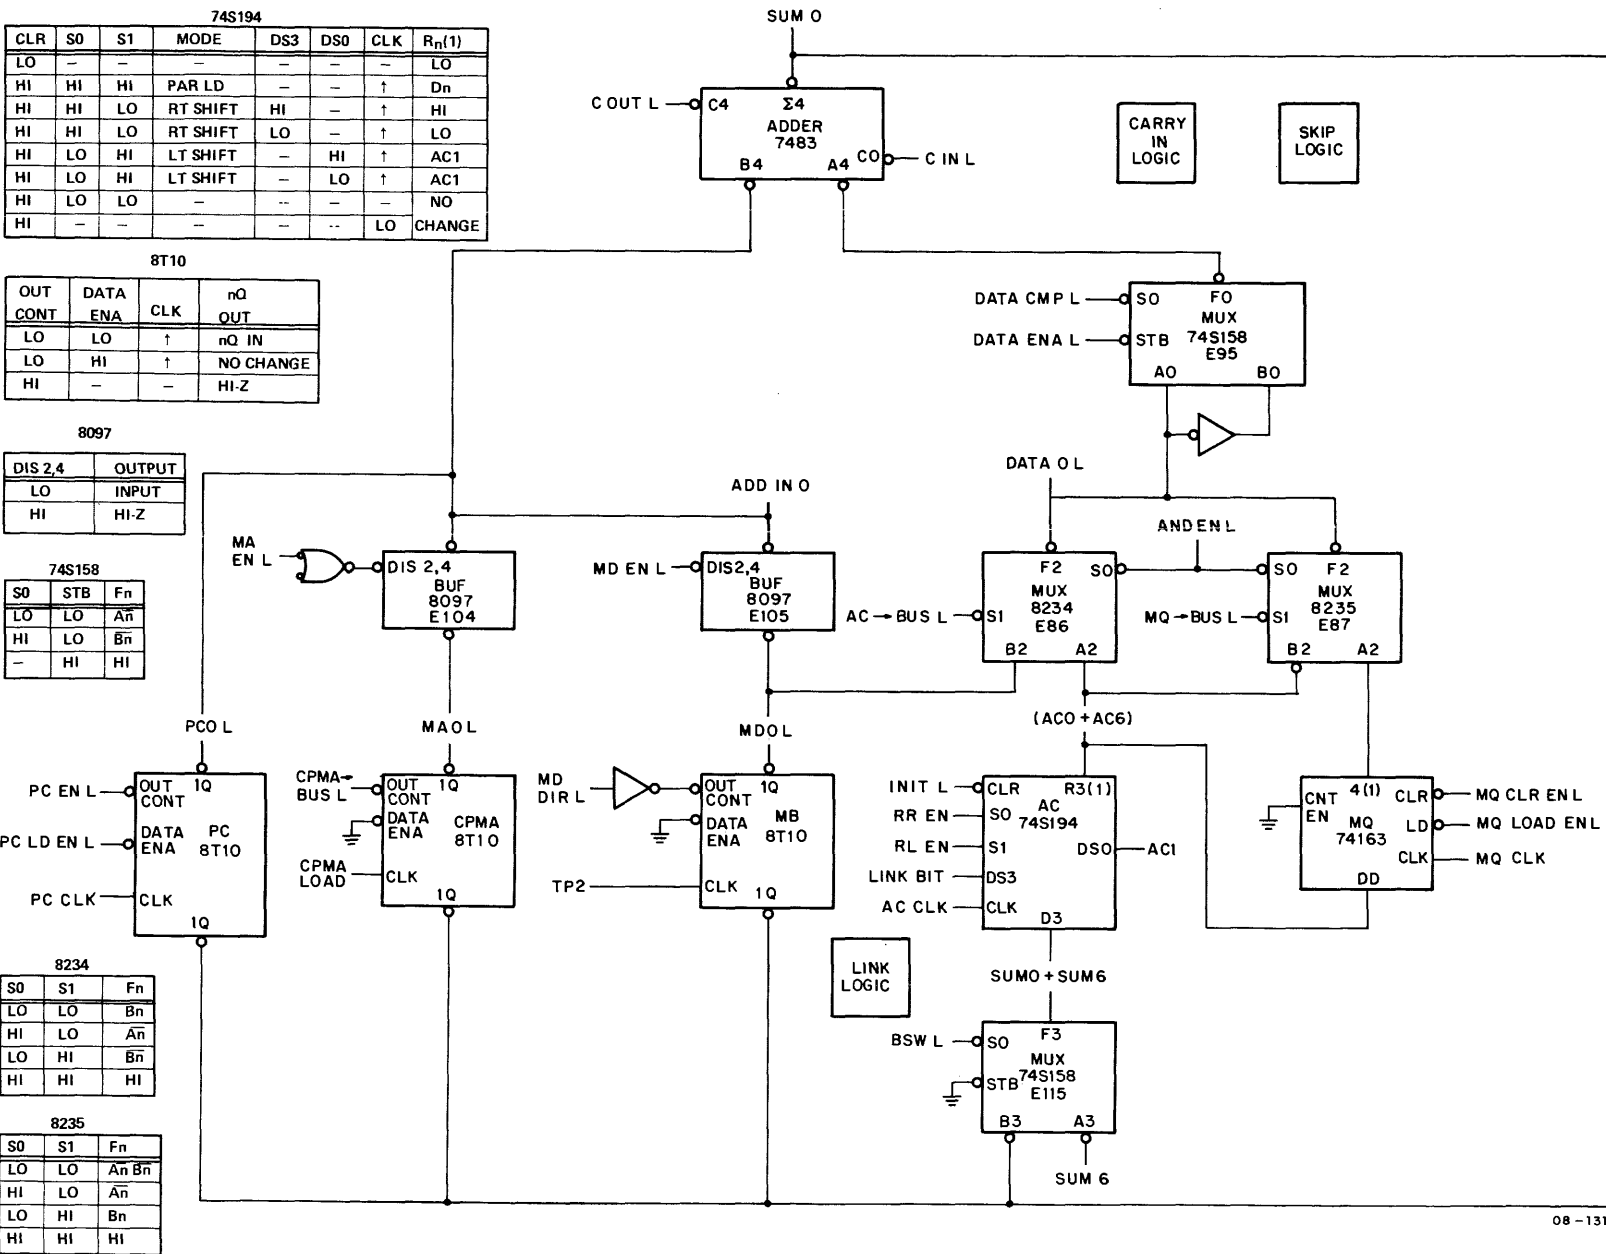 74S194
CLR S0 S1 MODE DS3 DS0 CLK Rn(1)
LO – – – – – – LO
HI HI HI PAR LD – – ↑ Dn
HI HI LO RT SHIFT HI – ↑ HI
HI HI LO RT SHIFT LO – ↑ LO
HI LO HI LT SHIFT – HI ↑ AC1
HI LO HI LT SHIFT – LO ↑ AC1
HI LO LO – -- – – NO
HI – – – – -- LO CHANGE
8T10
OUT CONT DATA ENA CLK nQ OUT
LO LO ↑ nQ IN
LO HI ↑ NO CHANGE
HI – – HI-Z
8097
DIS 2,4 OUTPUT
LO INPUT
HI HI-Z
74S158
S0 STB Fn
LO LO A̅n̅
HI LO B̅n̅
– HI HI
8234
S0 S1 Fn
LO LO Bn
HI LO A̅n̅
LO HI B̅n̅
HI HI HI
8235
S0 S1 Fn
LO LO A̅n̅ B̅n̅
HI LO A̅n̅
LO HI Bn
HI HI HI
SUM 0
C OUT L
C4 Σ4
ADDER
7483
C0
B4 A4
C IN L
CARRY
IN
LOGIC
SKIP
LOGIC
DATA CMP L
DATA ENA L
S0 F0
MUX
STB 74S158
E95
A0 B0
DATA 0 L
ADD IN 0
AND EN L
MA
EN L
DIS 2,4
BUF
8097
E104
MD EN L
DIS2,4
BUF
8097
E105
AC→BUS L
F2 S0
MUX
S1 8234
E86
B2 A2
MQ→BUS L
S0 F2
MUX
S1 8235
E87
B2 A2
PC0 L
MA0 L
MD0 L
(AC0 + AC6)
PC EN L
PC LD EN L
PC CLK
OUT 1Q
CONT
DATA PC
ENA 8T10
CLK
1Q
CPMA→
BUS L
CPMA
LOAD
OUT 1Q
CONT
DATA CPMA
ENA 8T10
CLK
1Q
MD
DIR L
TP2
OUT 1Q
CONT MB
DATA 8T10
ENA
CLK
1Q
INIT L
RR EN
RL EN
LINK BIT
AC CLK
CLR R3(1)
AC
S0 74S194
S1 DS0
DS3
CLK
D3
AC1
CNT 4(1) CLR
EN MQ LD
74163
CLK
DD
MQ CLR EN L
MQ LOAD EN L
MQ CLK
LINK
LOGIC
SUM0 + SUM6
BSW L
S0 F3
MUX
STB 74S158
E115
B3 A3
SUM 6
08-131